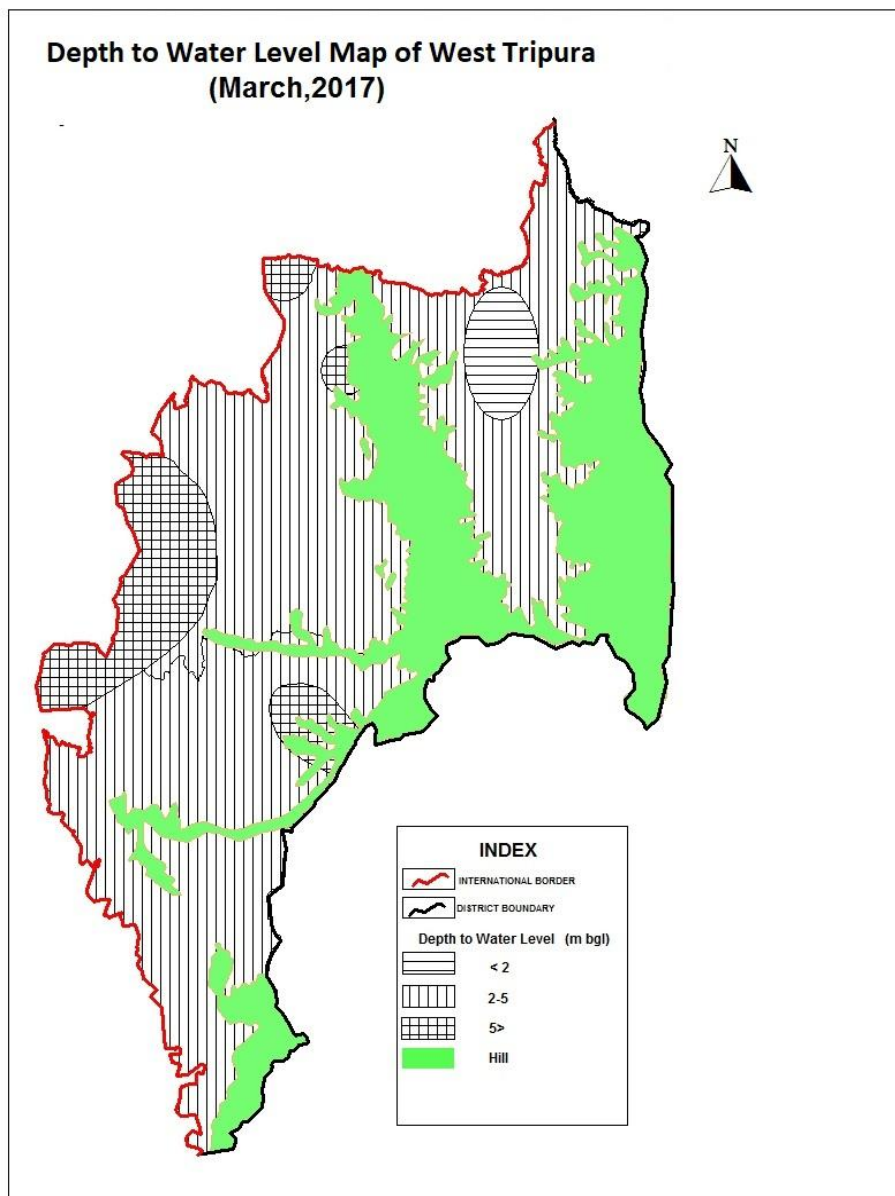 Depth to Water Level Map of West Tripura
(March,2017)
N
INDEX
INTERNATIONAL BORDER
DISTRICT BOUNDARY
Depth to Water Level (m bgl)
< 2
2-5
5>
Hill